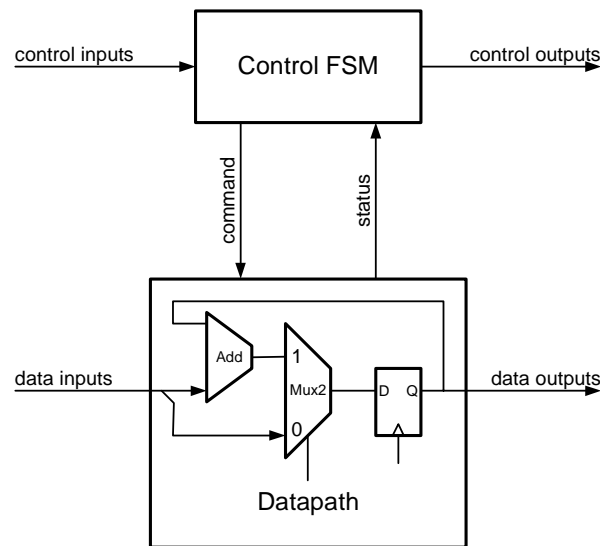 control inputs
Control FSM
control outputs
command
status
Add
1
data inputs
Mux2
D Q
data outputs
0
Datapath